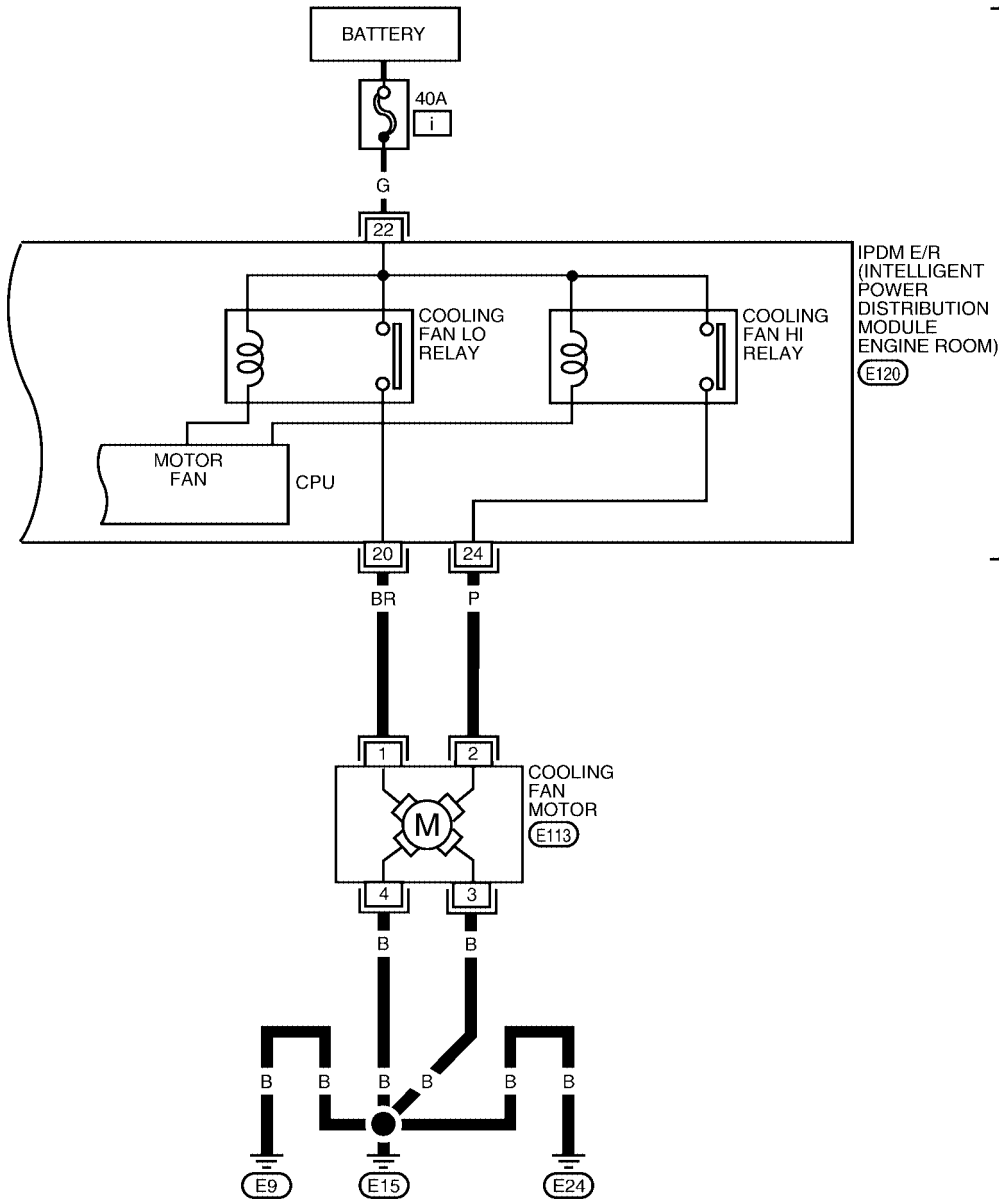 BATTERY
40A
i
G
22
IPDM E/R
(INTELLIGENT
POWER
DISTRIBUTION
MODULE
ENGINE ROOM)
E120
COOLING
FAN LO
RELAY
COOLING
FAN HI
RELAY
MOTOR
FAN
CPU
20
24
BR
P
1
2
COOLING
FAN
MOTOR
E113
M
4
3
B
B
B
B
B
B
B
B
E9
E15
E24